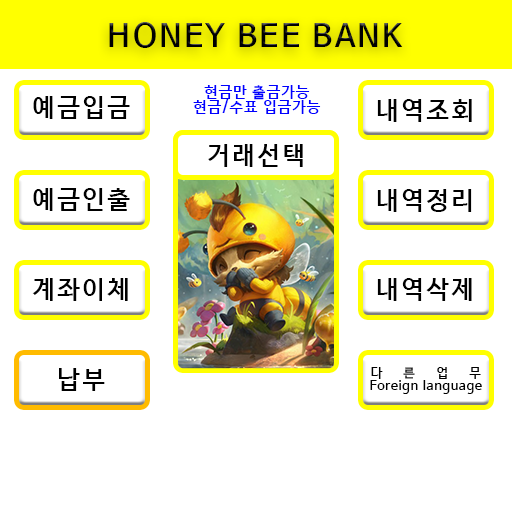 HONEY BEE BANK
현금만 출금가능
현금/수표 입금가능
예금입금
거래선택
내역조회
예금인출
내역정리
계좌이체
내역삭제
납부
다 른 업 무
Foreign language